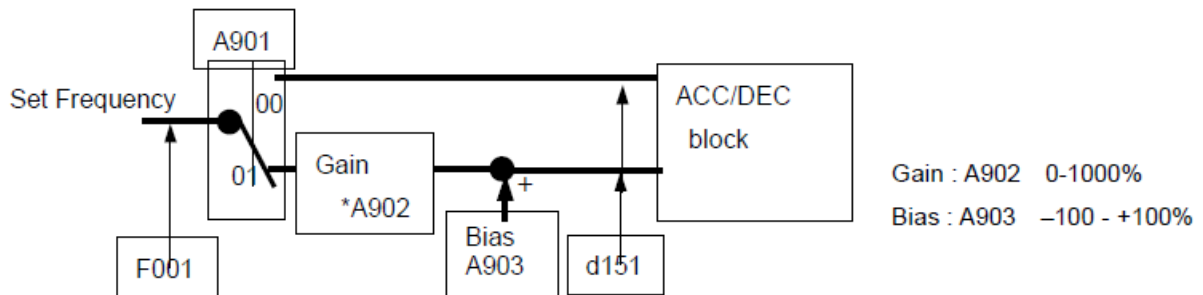 A901
Set Frequency
00
01
Gain
*A902
+
Bias
A903
F001
d151
ACC/DEC
block
Gain : A902 0-1000%
Bias : A903 –100 - +100%